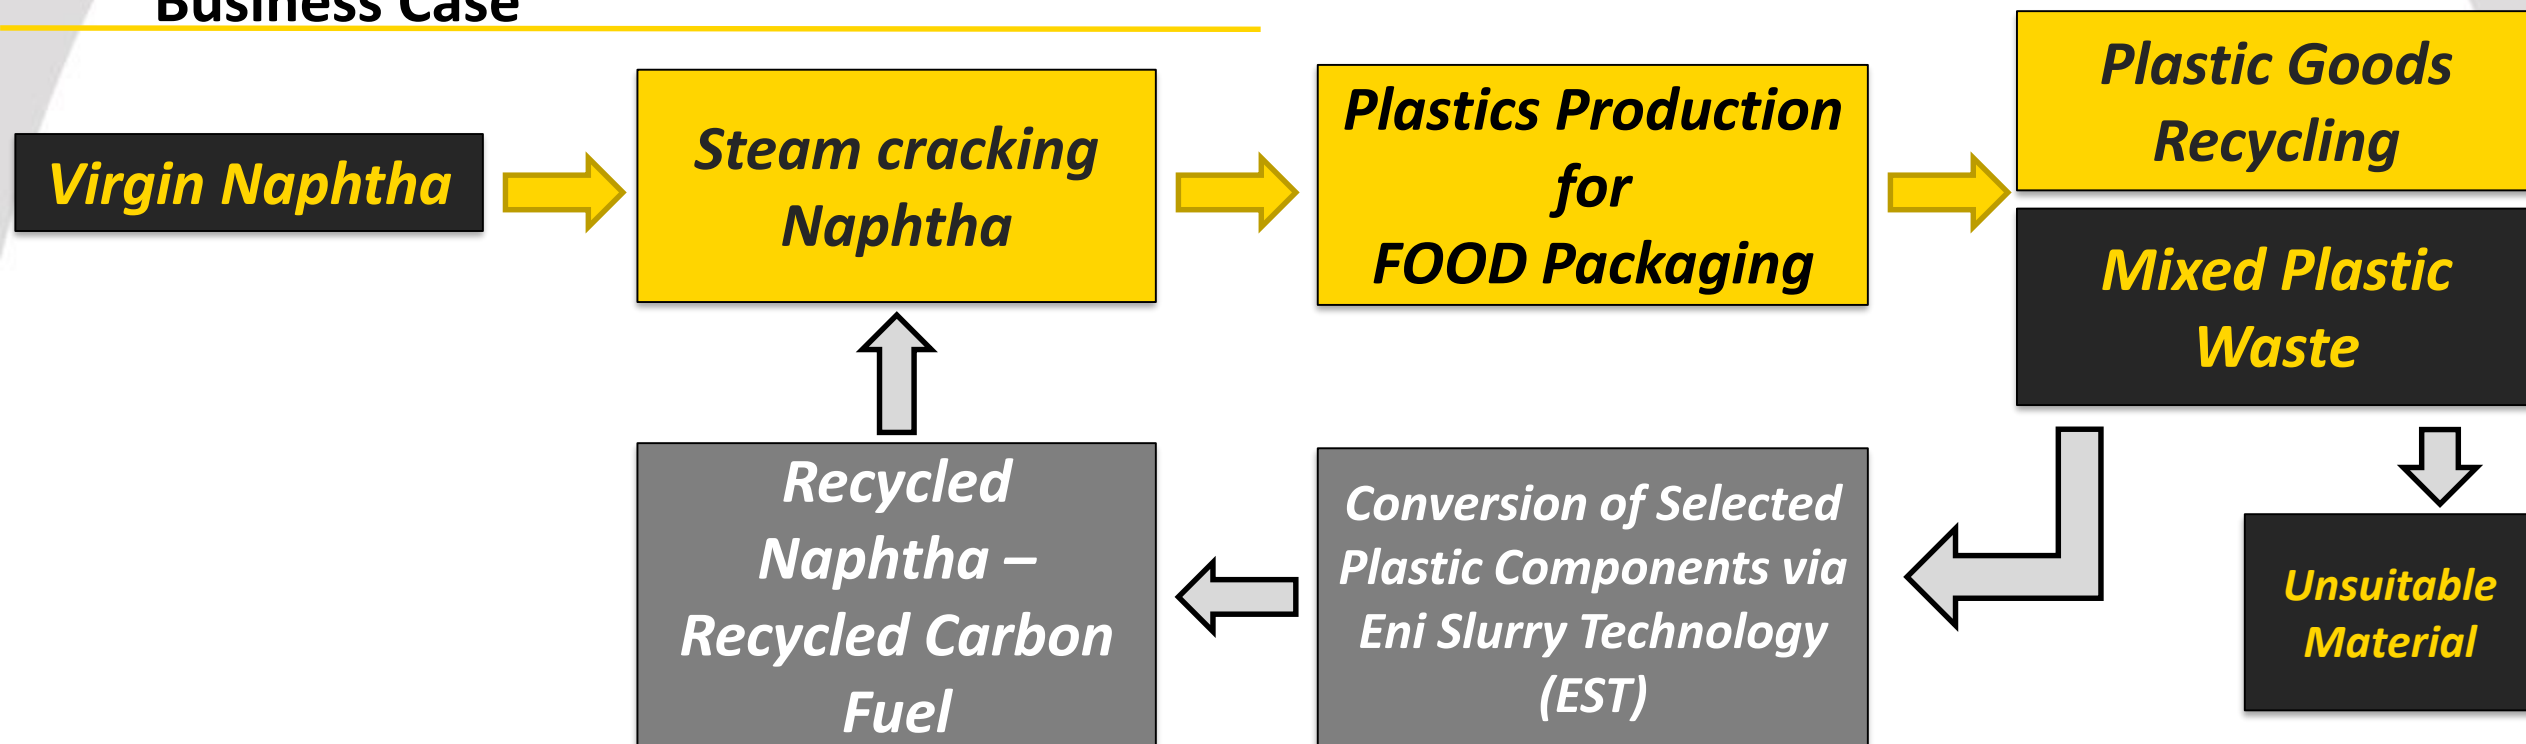 Business Case
Virgin Naphtha
Steam cracking
Naphtha
Plastics Production
for
FOOD Packaging
Plastic Goods
Recycling
Mixed Plastic
Waste
Recycled
Naphtha –
Recycled Carbon
Fuel
Conversion of Selected
Plastic Components via
Eni Slurry Technology
(EST)
Unsuitable
Material